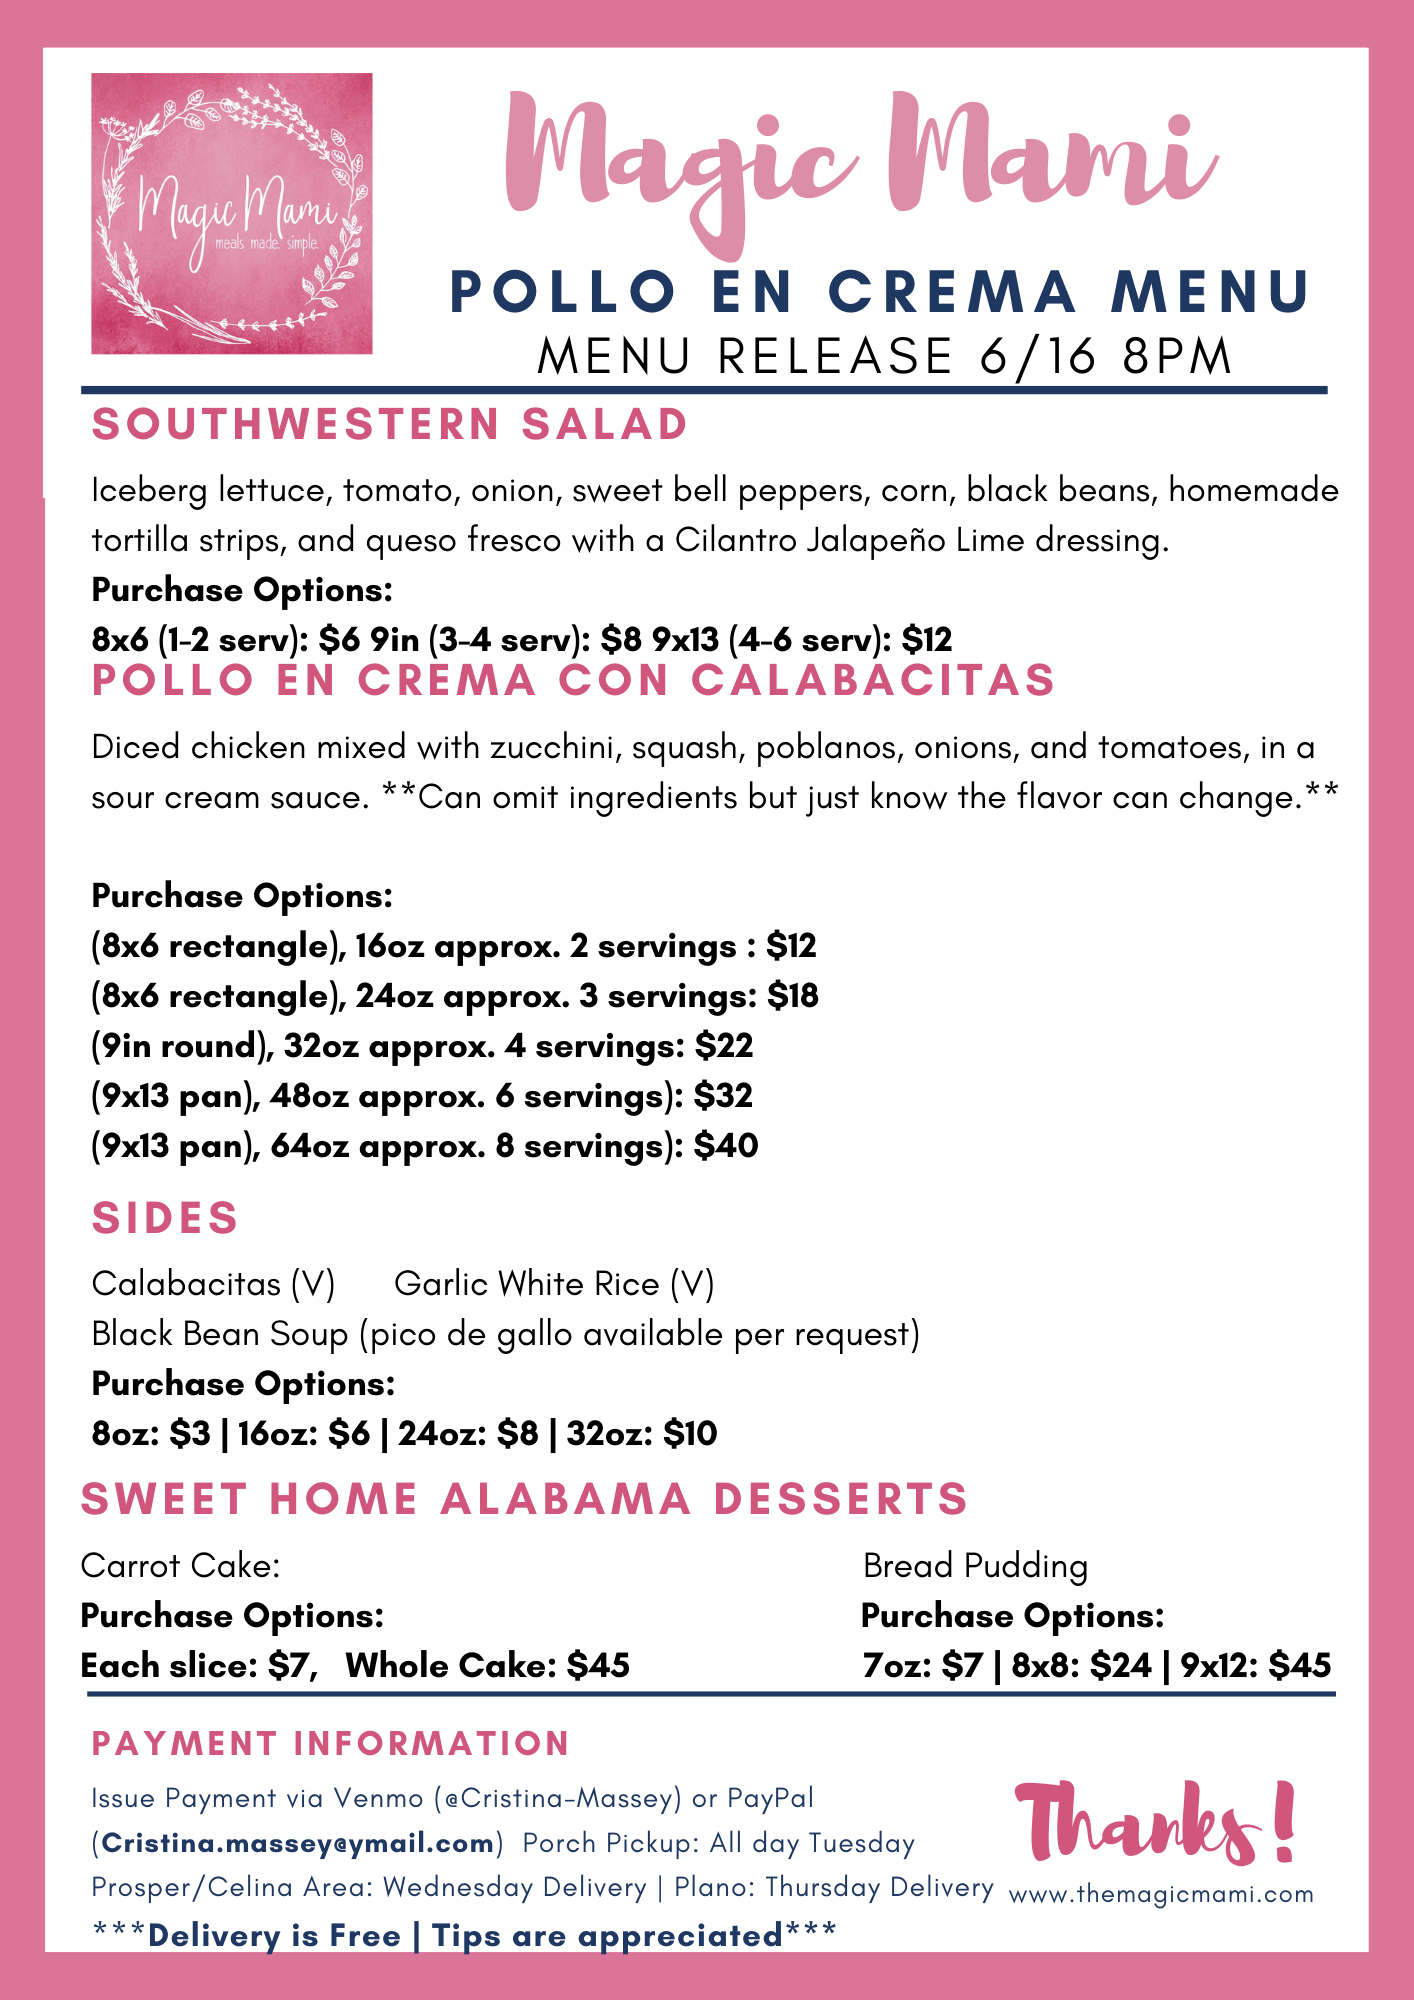 Magic Mami
meals made. simple.
Magic Mami
POLLO EN CREMA MENU
MENU RELEASE 6/16 8PM
SOUTHWESTERN SALAD
Iceberg lettuce, tomato, onion, sweet bell peppers, corn, black beans, homemade
tortilla strips, and queso fresco with a Cilantro Jalapeño Lime dressing.
Purchase Options:
8x6 (1-2 serv): $6 9in (3-4 serv): $8 9x13 (4-6 serv): $12
POLLO EN CREMA CON CALABACITAS
Diced chicken mixed with zucchini, squash, poblanos, onions, and tomatoes, in a
sour cream sauce. **Can omit ingredients but just know the flavor can change.**
Purchase Options:
(8x6 rectangle), 16oz approx. 2 servings : $12
(8x6 rectangle), 24oz approx. 3 servings: $18
(9in round), 32oz approx. 4 servings: $22
(9x13 pan), 48oz approx. 6 servings): $32
(9x13 pan), 64oz approx. 8 servings): $40
SIDES
Calabacitas (V) Garlic White Rice (V)
Black Bean Soup (pico de gallo available per request)
Purchase Options:
8oz: $3 | 16oz: $6 | 24oz: $8 | 32oz: $10
SWEET HOME ALABAMA DESSERTS
Carrot Cake:
Purchase Options:
Each slice: $7, Whole Cake: $45
Bread Pudding
Purchase Options:
7oz: $7 | 8x8: $24 | 9x12: $45
PAYMENT INFORMATION
Issue Payment via Venmo (@Cristina-Massey) or PayPal
(Cristina.massey@ymail.com) Porch Pickup: All day Tuesday
Prosper/Celina Area: Wednesday Delivery | Plano: Thursday Delivery
***Delivery is Free | Tips are appreciated***
Thanks!
www.themagicmami.com